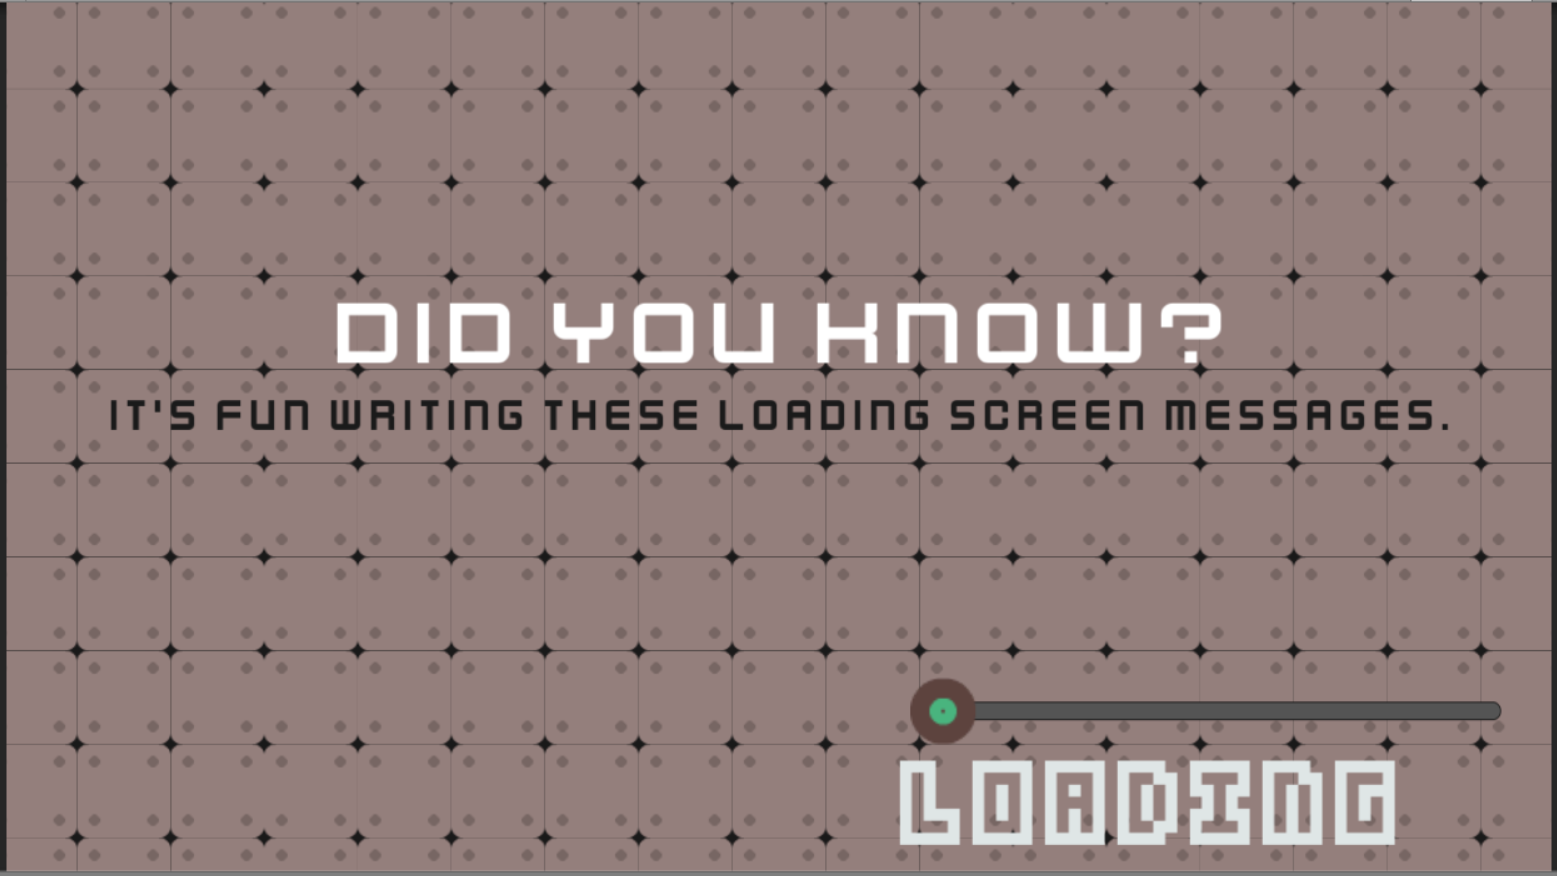 DID YOU KNOW?
IT'S FUN WRITING THESE LOADING SCREEN MESSAGES.
LOADING